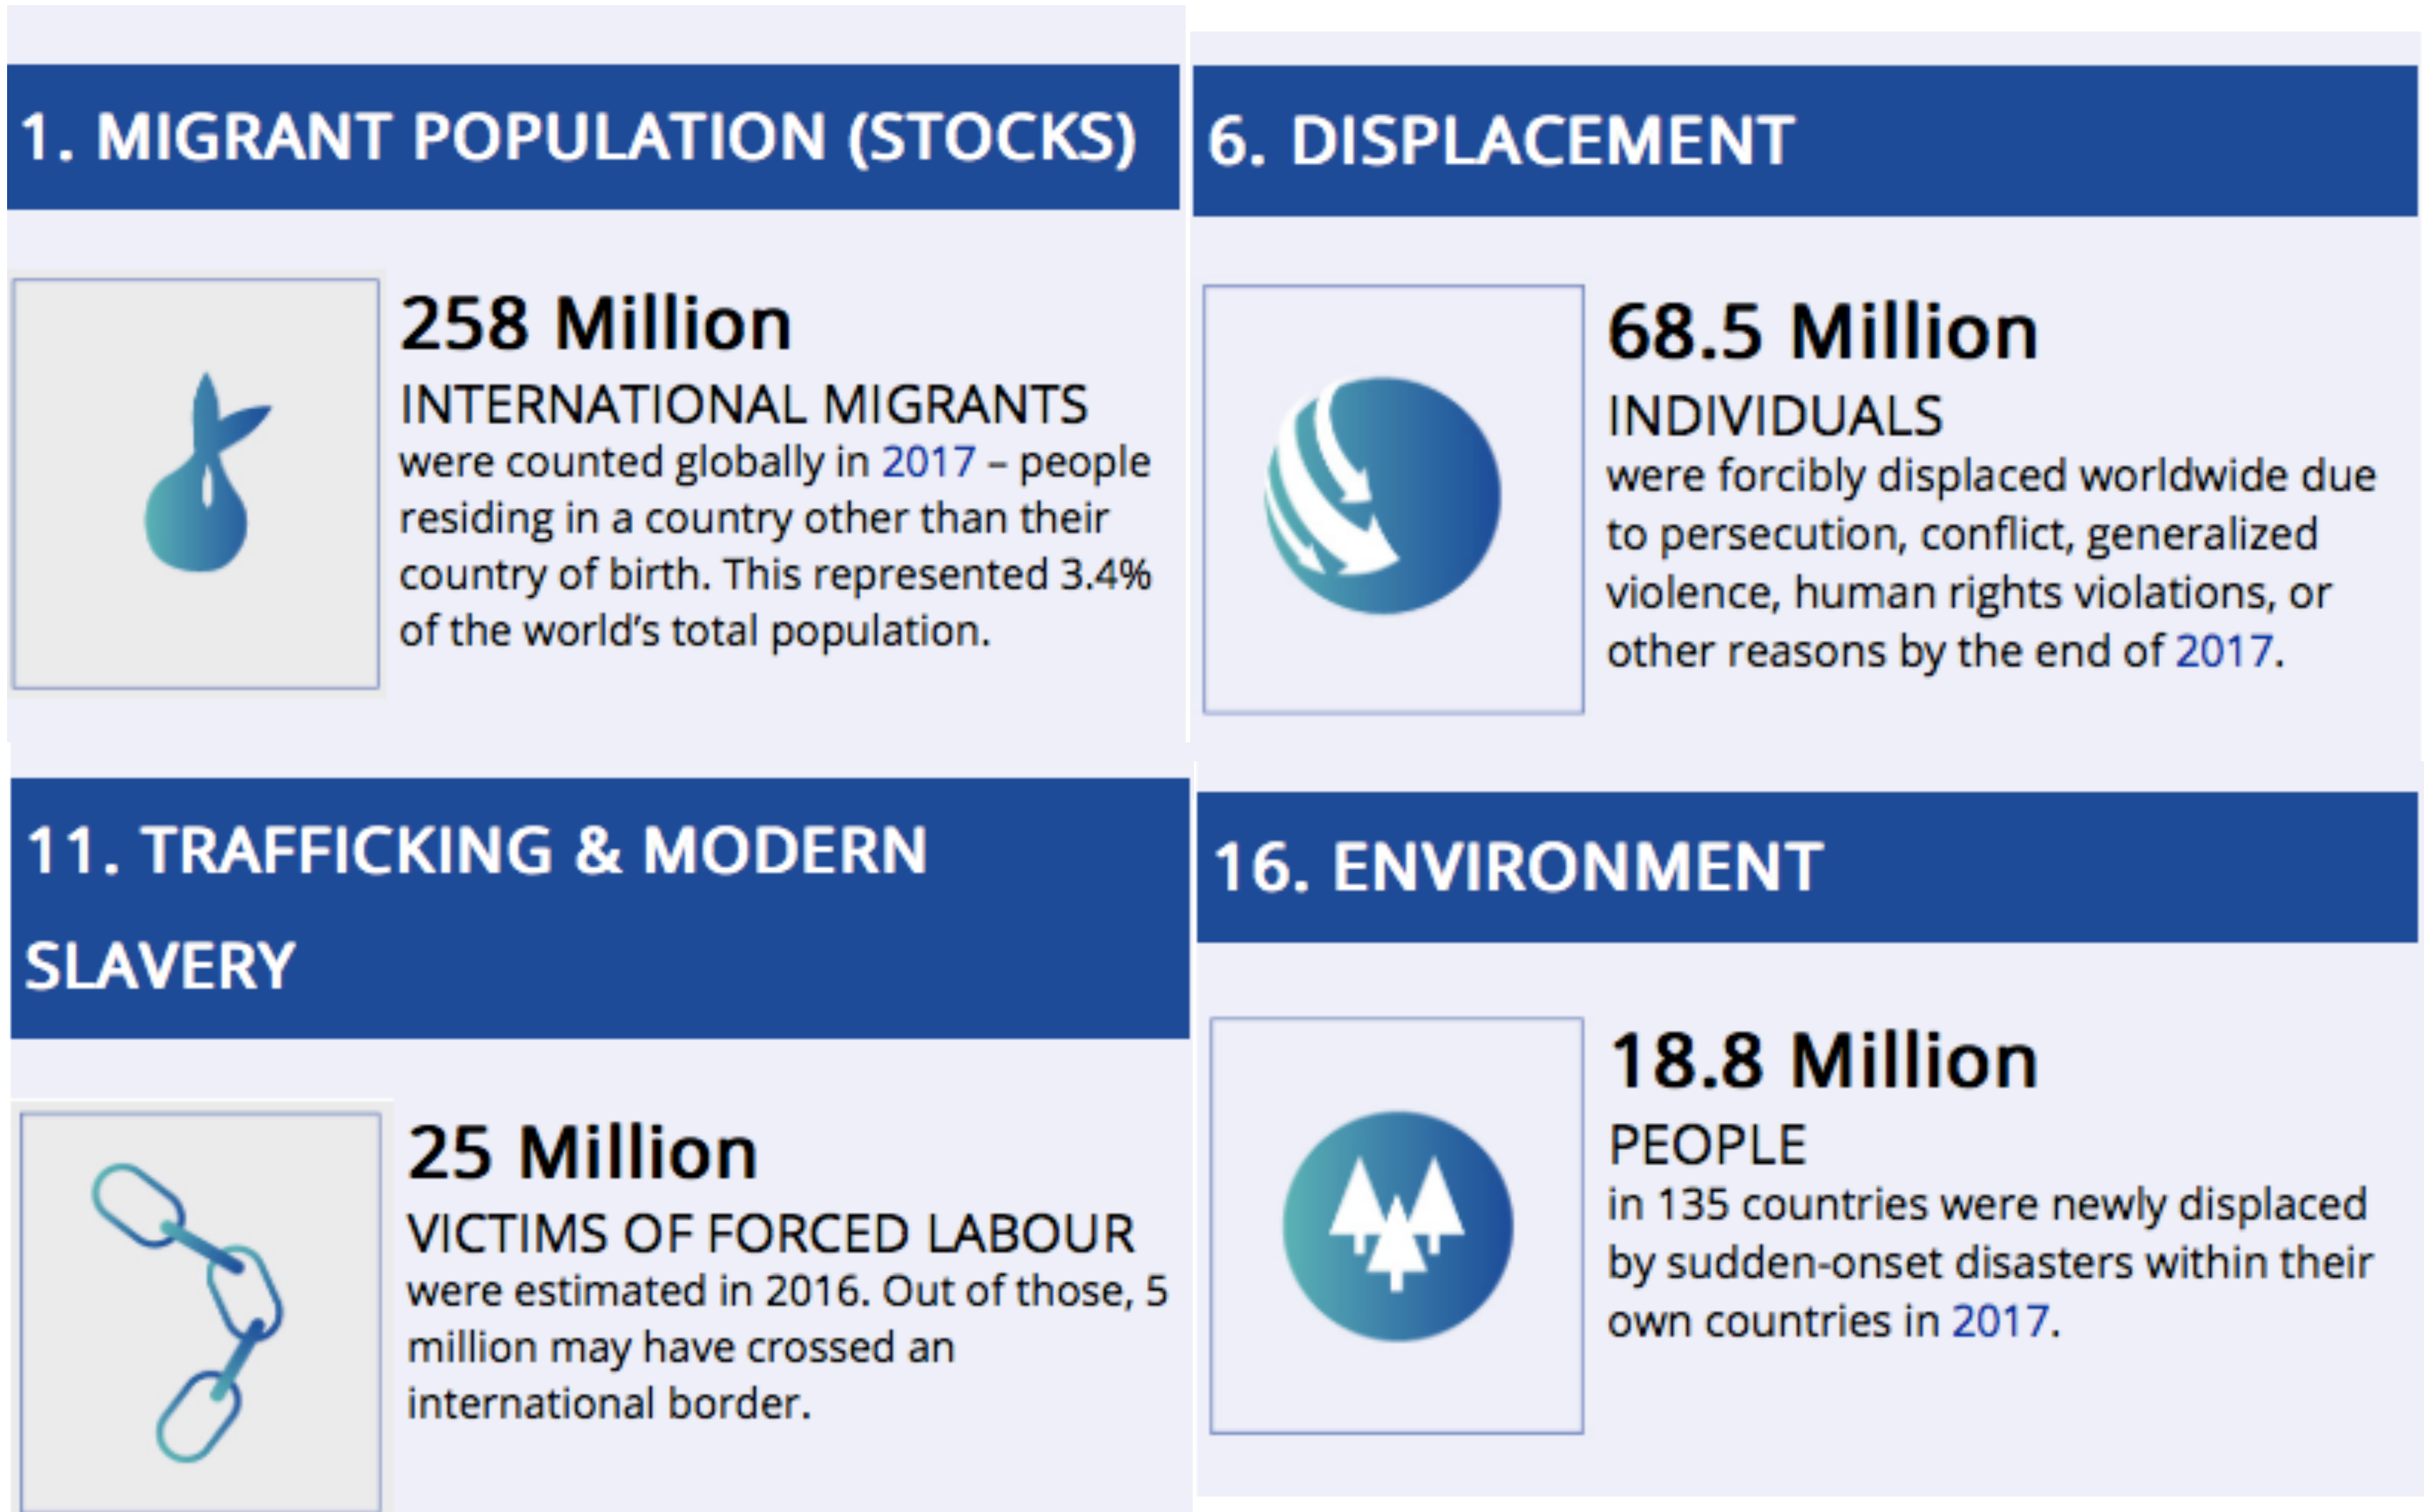 1. MIGRANT POPULATION (STOCKS)
258 Million
INTERNATIONAL MIGRANTS
were counted globally in 2017 – people
residing in a country other than their
country of birth. This represented 3.4%
of the world's total population.
6. DISPLACEMENT
68.5 Million
INDIVIDUALS
were forcibly displaced worldwide due
to persecution, conflict, generalized
violence, human rights violations, or
other reasons by the end of 2017.
11. TRAFFICKING & MODERN
SLAVERY
25 Million
VICTIMS OF FORCED LABOUR
were estimated in 2016. Out of those, 5
million may have crossed an
international border.
16. ENVIRONMENT
18.8 Million
PEOPLE
in 135 countries were newly displaced
by sudden-onset disasters within their
own countries in 2017.